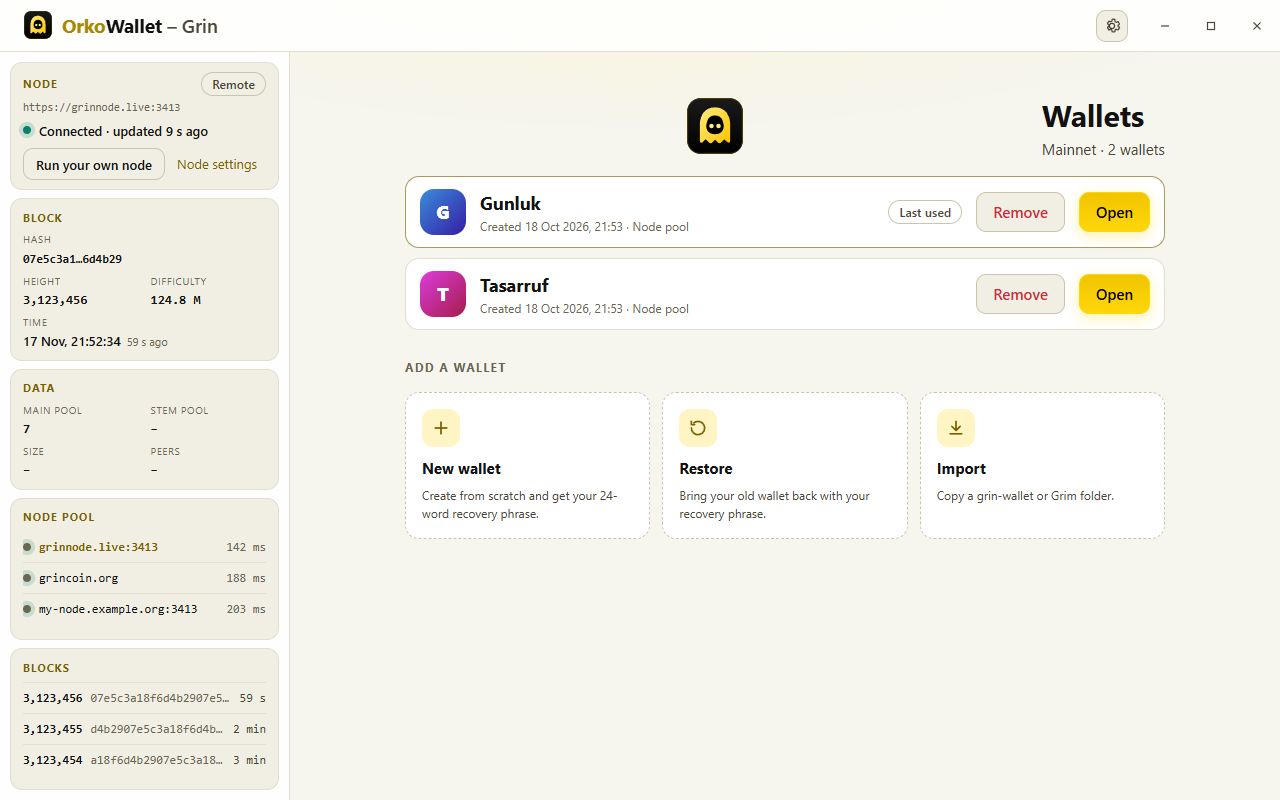 OrkoWallet – Grin
NODE
Remote
https://grinnode.live:3413
Connected · updated 9 s ago
Run your own node
Node settings
BLOCK
HASH
07e5c3a1…6d4b29
HEIGHT
DIFFICULTY
3,123,456
124.8 M
TIME
17 Nov, 21:52:34 59 s ago
DATA
MAIN POOL
STEM POOL
7
–
SIZE
PEERS
–
–
NODE POOL
grinnode.live:3413 142 ms
grincoin.org 188 ms
my-node.example.org:3413 203 ms
BLOCKS
3,123,456 07e5c3a18f6d4b2907e5… 59 s
3,123,455 d4b2907e5c3a18f6d4b… 2 min
3,123,454 a18f6d4b2907e5c3a18… 3 min
Wallets
Mainnet · 2 wallets
G
Gunluk
Created 18 Oct 2026, 21:53 · Node pool
Last used
Remove
Open
T
Tasarruf
Created 18 Oct 2026, 21:53 · Node pool
Remove
Open
ADD A WALLET
New wallet
Create from scratch and get your 24-
word recovery phrase.
Restore
Bring your old wallet back with your
recovery phrase.
Import
Copy a grin-wallet or Grim folder.